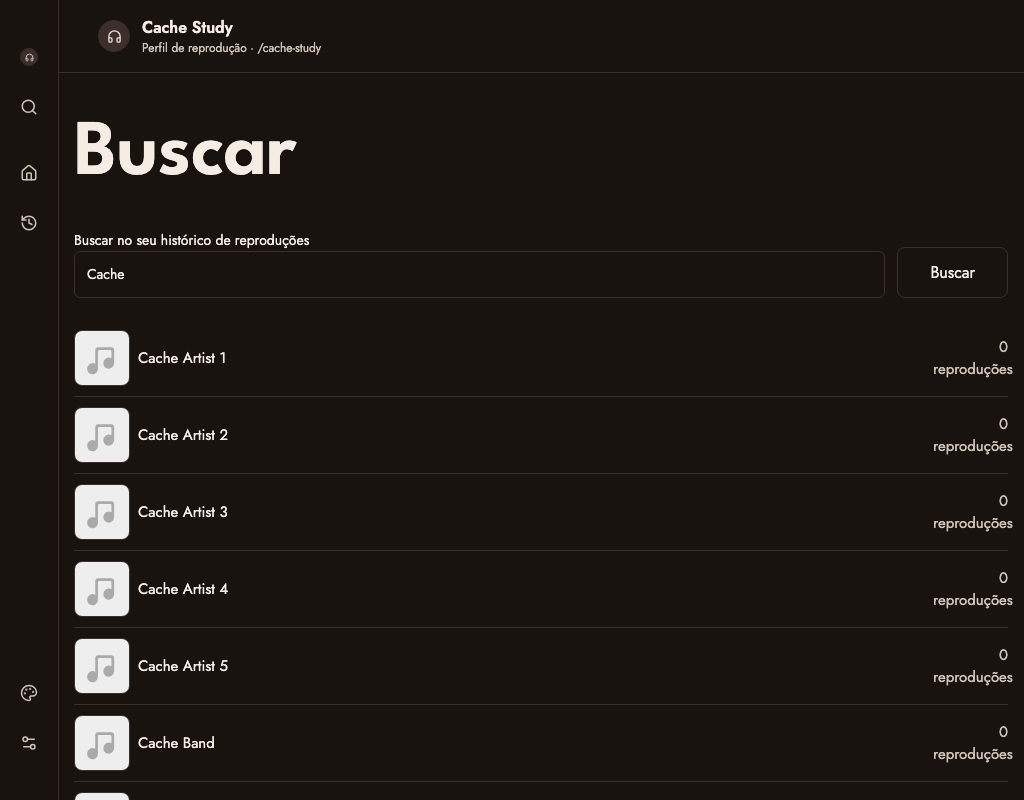 Cache Study
Perfil de reprodução · /cache-study
Buscar
Buscar no seu histórico de reproduções
Cache
Buscar
Cache Artist 1
0
reproduções
Cache Artist 2
0
reproduções
Cache Artist 3
0
reproduções
Cache Artist 4
0
reproduções
Cache Artist 5
0
reproduções
Cache Band
0
reproduções